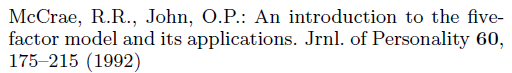 McCrae, R.R., John, O.P.: An introduction to the five-
factor model and its applications. Jrnl. of Personality 60,
175–215 (1992)